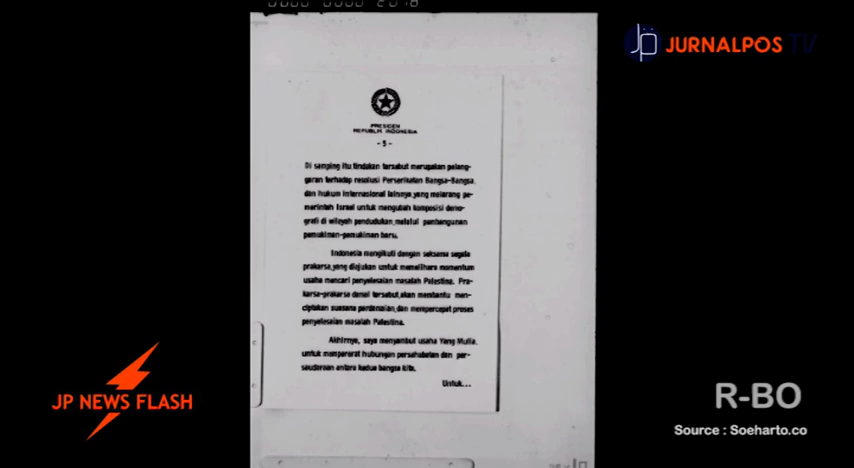 JP JURNALPOS TV
PRESIDEN
REPUBLIK INDONESIA
- 5 -
Di samping itu tindakan tersebut merupakan pelang-
garan terhadap resolusi Perserikatan Bangsa-Bangsa,
dan hukum internasional lainnya, yang melarang pe-
merintah Israel untuk mengubah komposisi demo-
grafi di wilayah pendudukan, melalui pembangunan
pemukiman-pemukiman baru.
Indonesia mengikuti dengan seksama segala
prakarsa, yang diajukan untuk memelihara momentum
usaha mencari penyelesaian masalah Palestina. Pra-
karsa-prakarsa damai tersebut, akan membantu men-
ciptakan suasana perdamaian, dan mempercepat proses
penyelesaian masalah Palestina.
Akhirnya, saya menyambut usaha Yang Mulia,
untuk mempererat hubungan persahabatan dan per-
saudaraan antara kedua bangsa kita.
Untuk...
JP NEWS FLASH
R-BO
Source : Soeharto.co